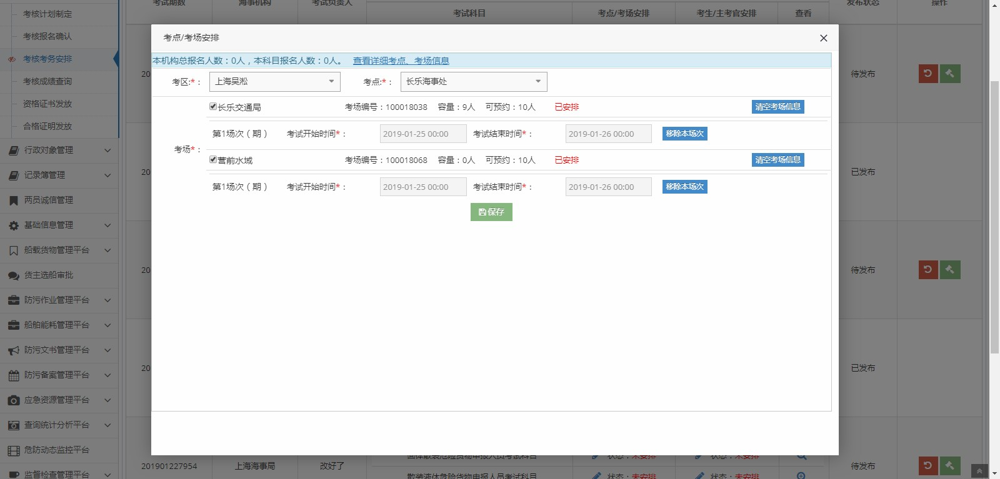 考试期数
海事机构
考试负责人
发布状态
操作
考试科目
考点/考场安排
考生/主考官安排
查看
考核计划制定
考核报名确认
考核考务安排
考核成绩查询
资格证书发放
合格证明发放
行政对象管理
记录簿管理
两员诚信管理
基础信息管理
船载货物管理平台
货主选船审批
防污作业管理平台
船舶能耗管理平台
防污文书管理平台
防污备案管理平台
应急资源管理平台
查询统计分析平台
危防动态监控平台
监督检查管理平台
考点/考场安排
本机构总报名人数：0人，本科目报名人数：0人。 查看详细考点、考场信息
考区:*： 上海吴淞 考点:*： 长乐海事处
考场*：
长乐交通局 考场编号：100018038 容量：9人 可预约：10人 已安排 清空考场信息
第1场次（期） 考试开始时间*： 2019-01-25 00:00 考试结束时间*： 2019-01-26 00:00 移除本场次
营前水域 考场编号：100018068 容量：0人 可预约：10人 已安排 清空考场信息
第1场次（期） 考试开始时间*： 2019-01-25 00:00 考试结束时间*： 2019-01-26 00:00 移除本场次
保存
20
待发布
20
已发布
20
待发布
20
已发布
201901227954 上海海事局 改好了
固体散装危险货物申报人员考试科目 状态：未安排 状态：未安排
待发布
散装液体危险货物申报人员考试科目 状态：未安排 状态：未安排